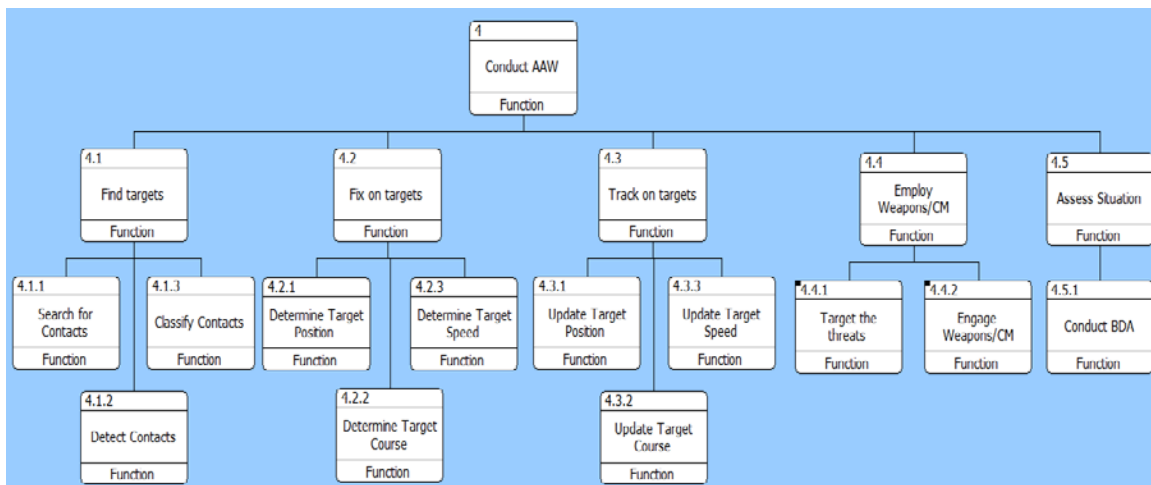 4
Conduct AAW
Function
4.1
Find targets
Function
4.2
Fix on targets
Function
4.3
Track on targets
Function
4.4
Employ
Weapons/CM
Function
4.5
Assess Situation
Function
4.1.1
Search for
Contacts
Function
4.1.3
Classify Contacts
Function
4.2.1
Determine Target
Position
Function
4.2.3
Determine Target
Speed
Function
4.3.1
Update Target
Position
Function
4.3.3
Update Target
Speed
Function
4.4.1
Target the
threats
Function
4.4.2
Engage
Weapons/CM
Function
4.5.1
Conduct BDA
Function
4.1.2
Detect Contacts
Function
4.2.2
Determine Target
Course
Function
4.3.2
Update Target
Course
Function